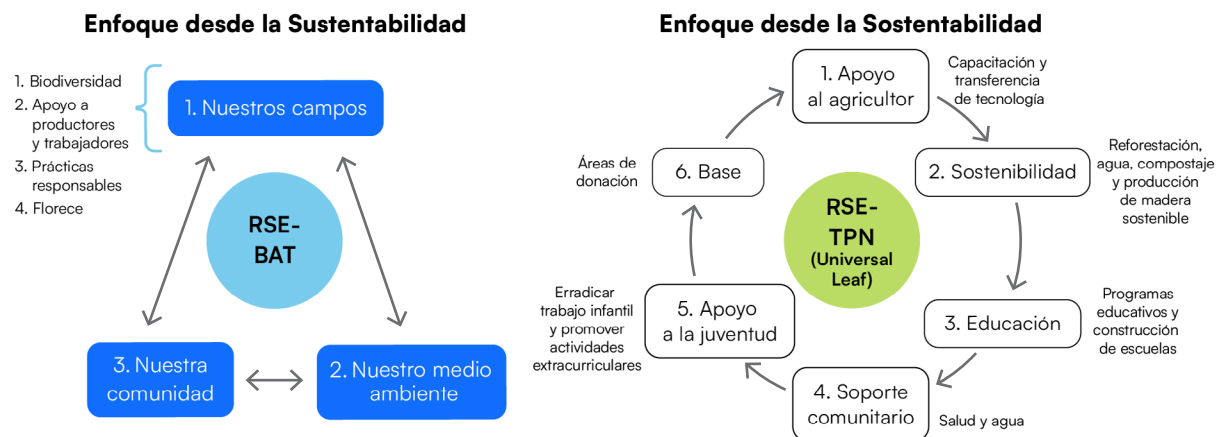 Enfoque desde la Sustentabilidad
1. Biodiversidad
2. Apoyo a
productores
y trabajadores
3. Prácticas
responsables
4. Florece
1. Nuestros campos
RSE-
BAT
3. Nuestra
comunidad
2. Nuestro medio
ambiente
Enfoque desde la Sostentabilidad
1. Apoyo
al agricultor
Capacitación y
transferencia
de tecnología
2. Sostenibilidad
Reforestación,
agua, compostaje
y producción
de madera
sostenible
3. Educación
Programas
educativos y
construcción
de escuelas
4. Soporte
comunitario
Salud y agua
5. Apoyo
a la juventud
Erradicar
trabajo infantil
y promover
actividades
extracurriculares
6. Base
Áreas de
donación
RSE-
TPN
(Universal
Leaf)